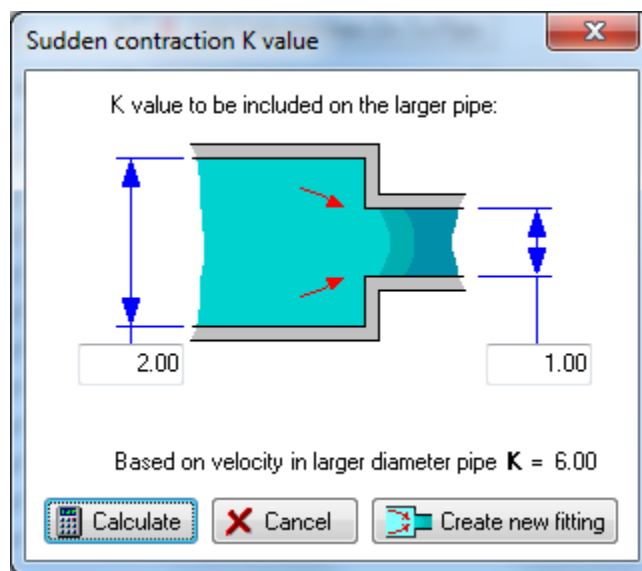 Sudden contraction K value
K value to be included on the larger pipe:
2.00
1.00
Based on velocity in larger diameter pipe K = 6.00
Calculate
Cancel
Create new fitting